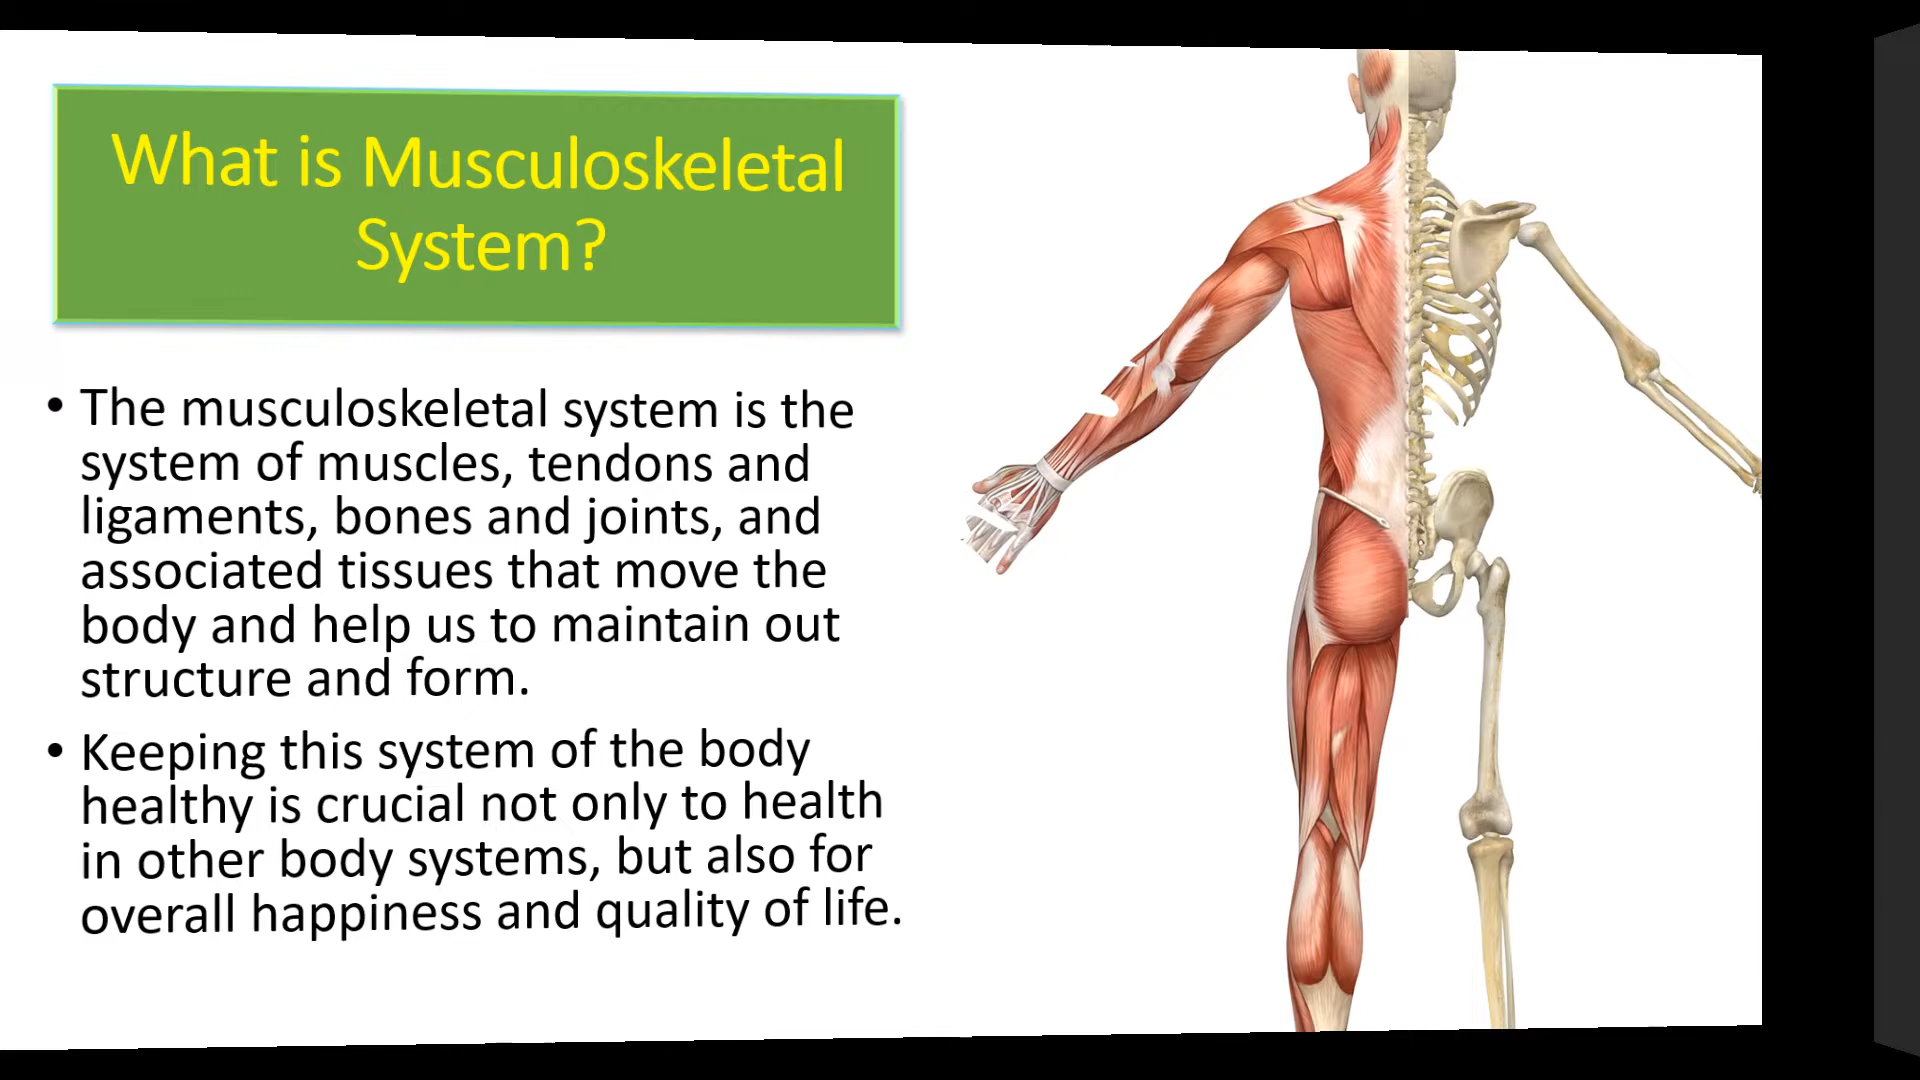 What is Musculoskeletal
System?
• The musculoskeletal system is the
system of muscles, tendons and
ligaments, bones and joints, and
associated tissues that move the
body and help us to maintain out
structure and form.
• Keeping this system of the body
healthy is crucial not only to health
in other body systems, but also for
overall happiness and quality of life.